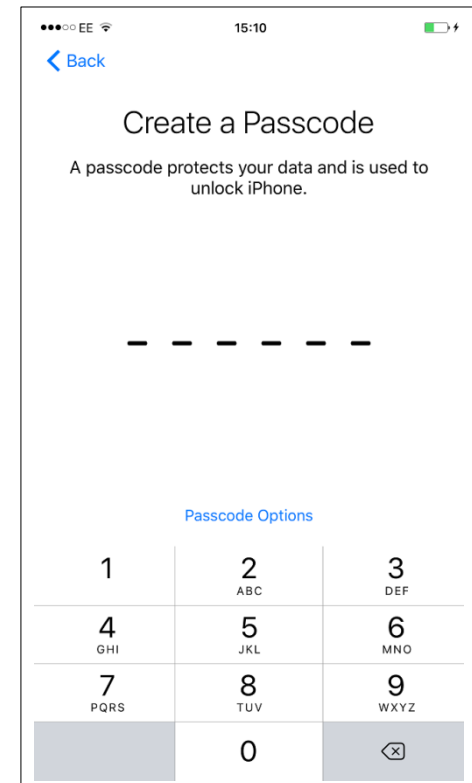 EE 15:10
Back
Create a Passcode
A passcode protects your data and is used to
unlock iPhone.
Passcode Options
1 2 3
ABC DEF
4 5 6
GHI JKL MNO
7 8 9
PQRS TUV WXYZ
0